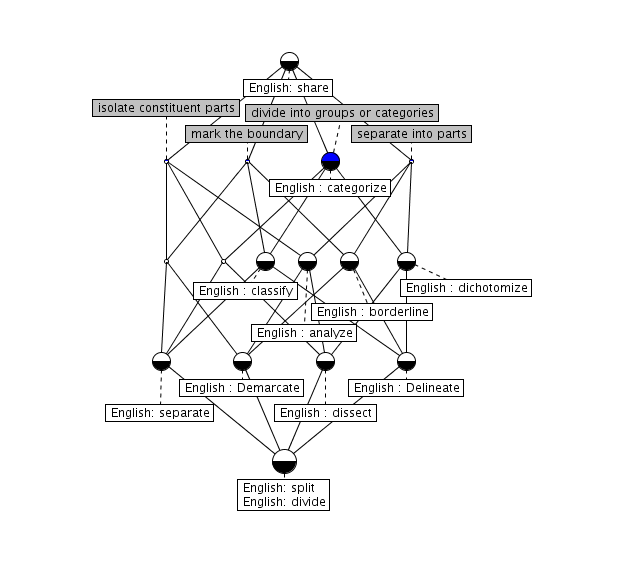 English: share
isolate constituent parts
divide into groups or categories
mark the boundary
separate into parts
English : categorize
English : classify
English : dichotomize
English : borderline
English : analyze
English : Demarcate
English : Delineate
English: separate
English : dissect
English: split
English: divide